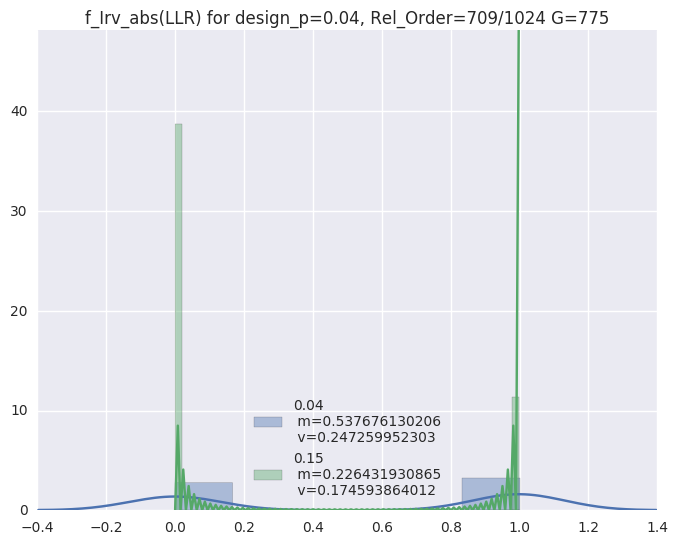 f_Irv_abs(LLR) for design_p=0.04, Rel_Order=709/1024 G=775
40
30
20
10
0
0.04
m=0.537676130206
v=0.247259952303
0.15
m=0.226431930865
v=0.174593864012
−0.4 −0.2 0.0 0.2 0.4 0.6 0.8 1.0 1.2 1.4